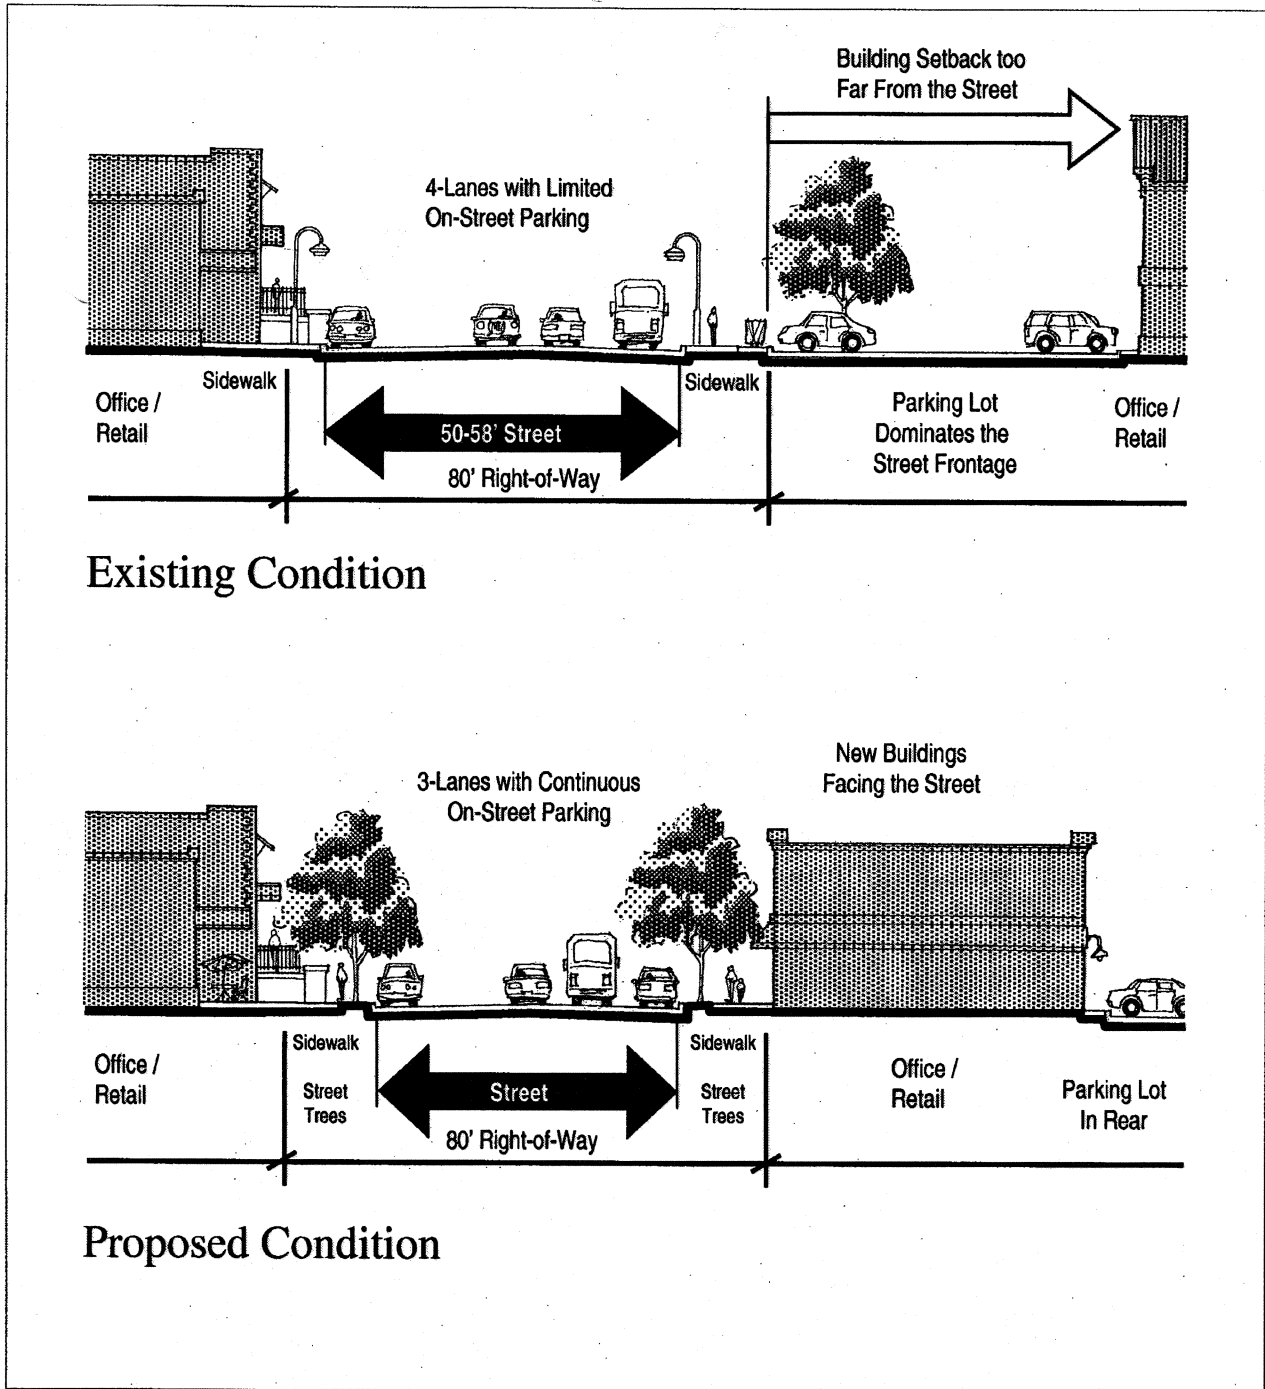 Building Setback too
Far From the Street
4-Lanes with Limited
On-Street Parking
Sidewalk
Sidewalk
Office /
Retail
50-58' Street
80' Right-of-Way
Parking Lot
Dominates the
Street Frontage
Office /
Retail
Existing Condition
New Buildings
Facing the Street
3-Lanes with Continuous
On-Street Parking
Sidewalk
Sidewalk
Office /
Retail
Street
Trees
Street
Street
Trees
80' Right-of-Way
Office /
Retail
Parking Lot
In Rear
Proposed Condition